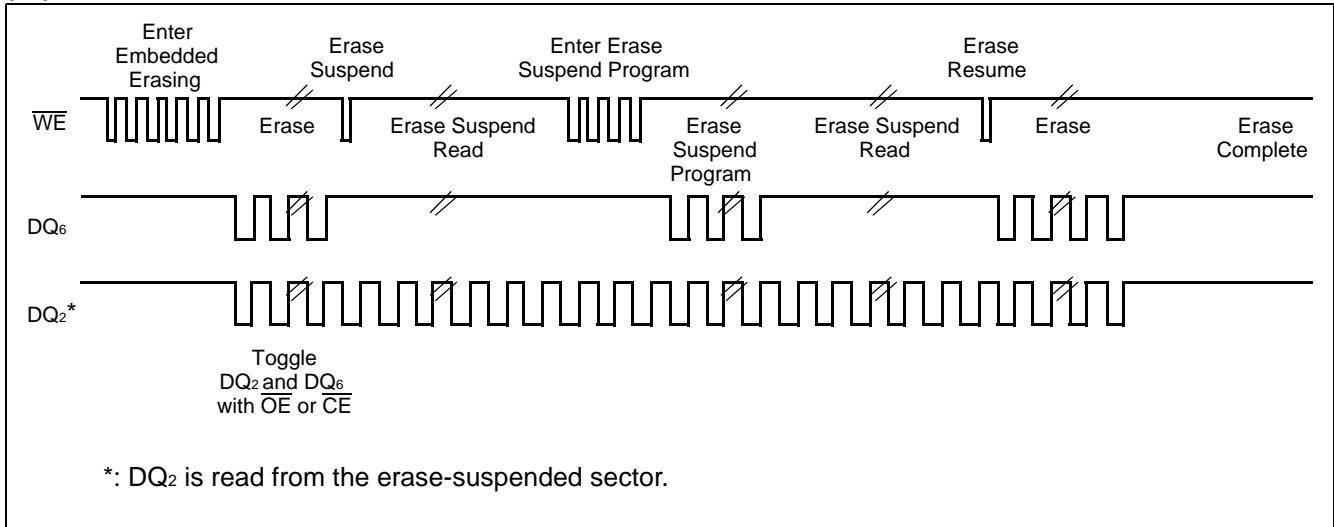 Enter
Embedded
Erasing
Erase
Suspend
Enter Erase
Suspend Program
Erase
Resume
WE
Erase
Erase Suspend
Read
Erase
Suspend
Program
Erase Suspend
Read
Erase
Erase
Complete
DQ6
DQ2*
Toggle
DQ2 and DQ6
with OE or CE
*: DQ2 is read from the erase-suspended sector.